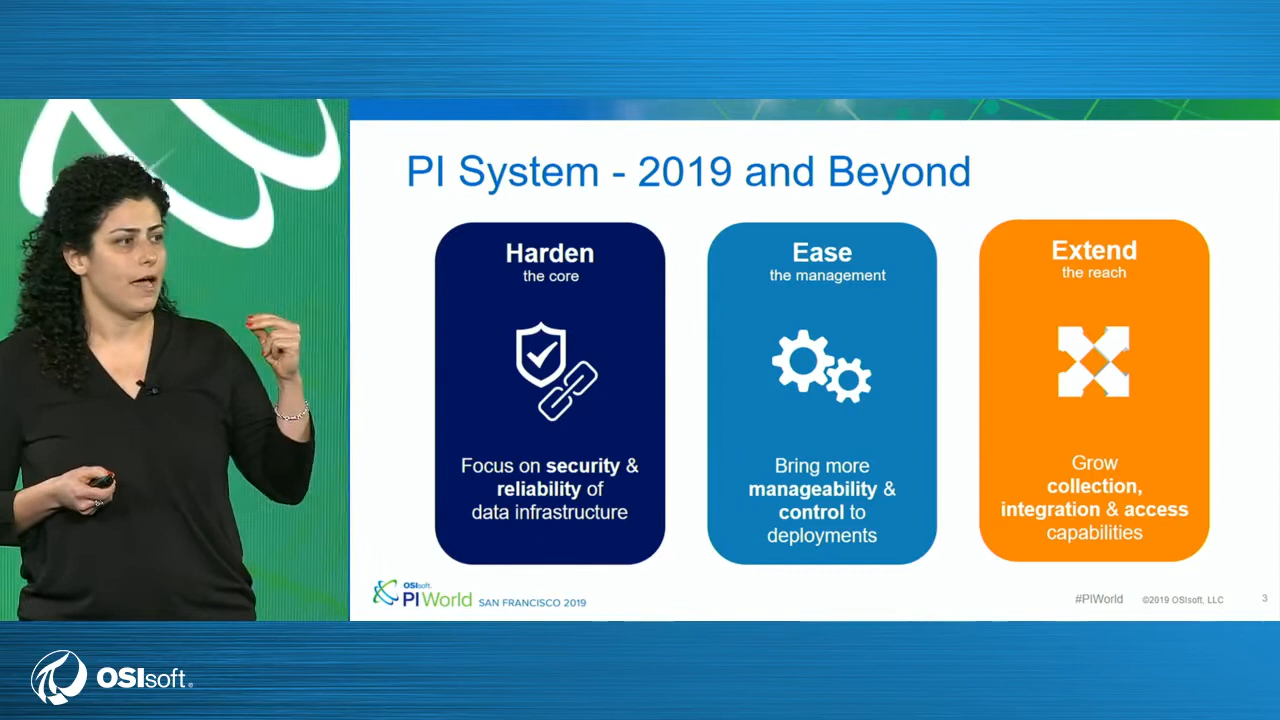 PI System - 2019 and Beyond
Harden
the core
Focus on security &
reliability of
data infrastructure
Ease
the management
Bring more
manageability &
control to
deployments
Extend
the reach
Grow
collection,
integration & access
capabilities
OSIsoft.
PI World SAN FRANCISCO 2019
#PIWorld ©2019 OSIsoft, LLC 3
OSIsoft®